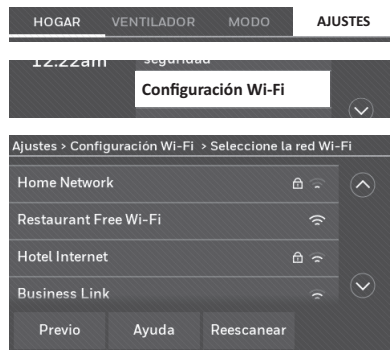 HOGAR VENTILADOR MODO AJUSTES
12:22am seguridad
Configuración Wi-Fi
Ajustes > Configuración Wi-Fi > Seleccione la red Wi-Fi
Home Network
Restaurant Free Wi-Fi
Hotel Internet
Business Link
Previo Ayuda Reescanear